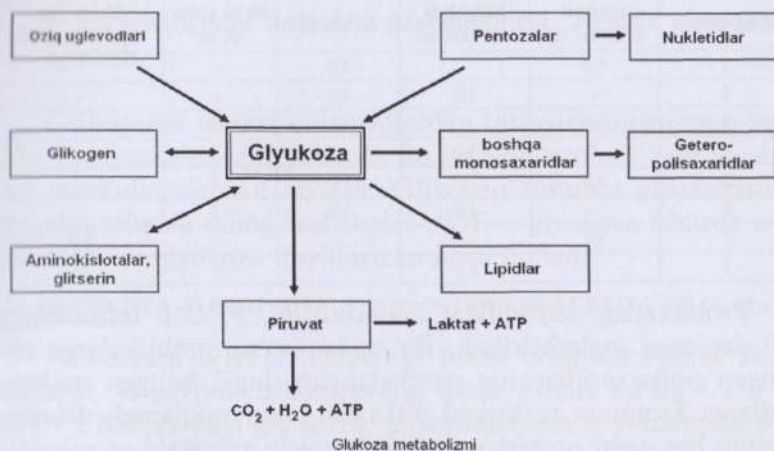 Oziq uglevodlari
Pentozalar
Nukletidlar
Glikogen
Glyukoza
boshqa
monosaxaridlar
Getero-
polisaxaridlar
Aminokislotalar,
glitserin
Lipidlar
Piruvat
Laktat + ATP
CO₂ + H₂O + ATP
Glukoza metabolizmi